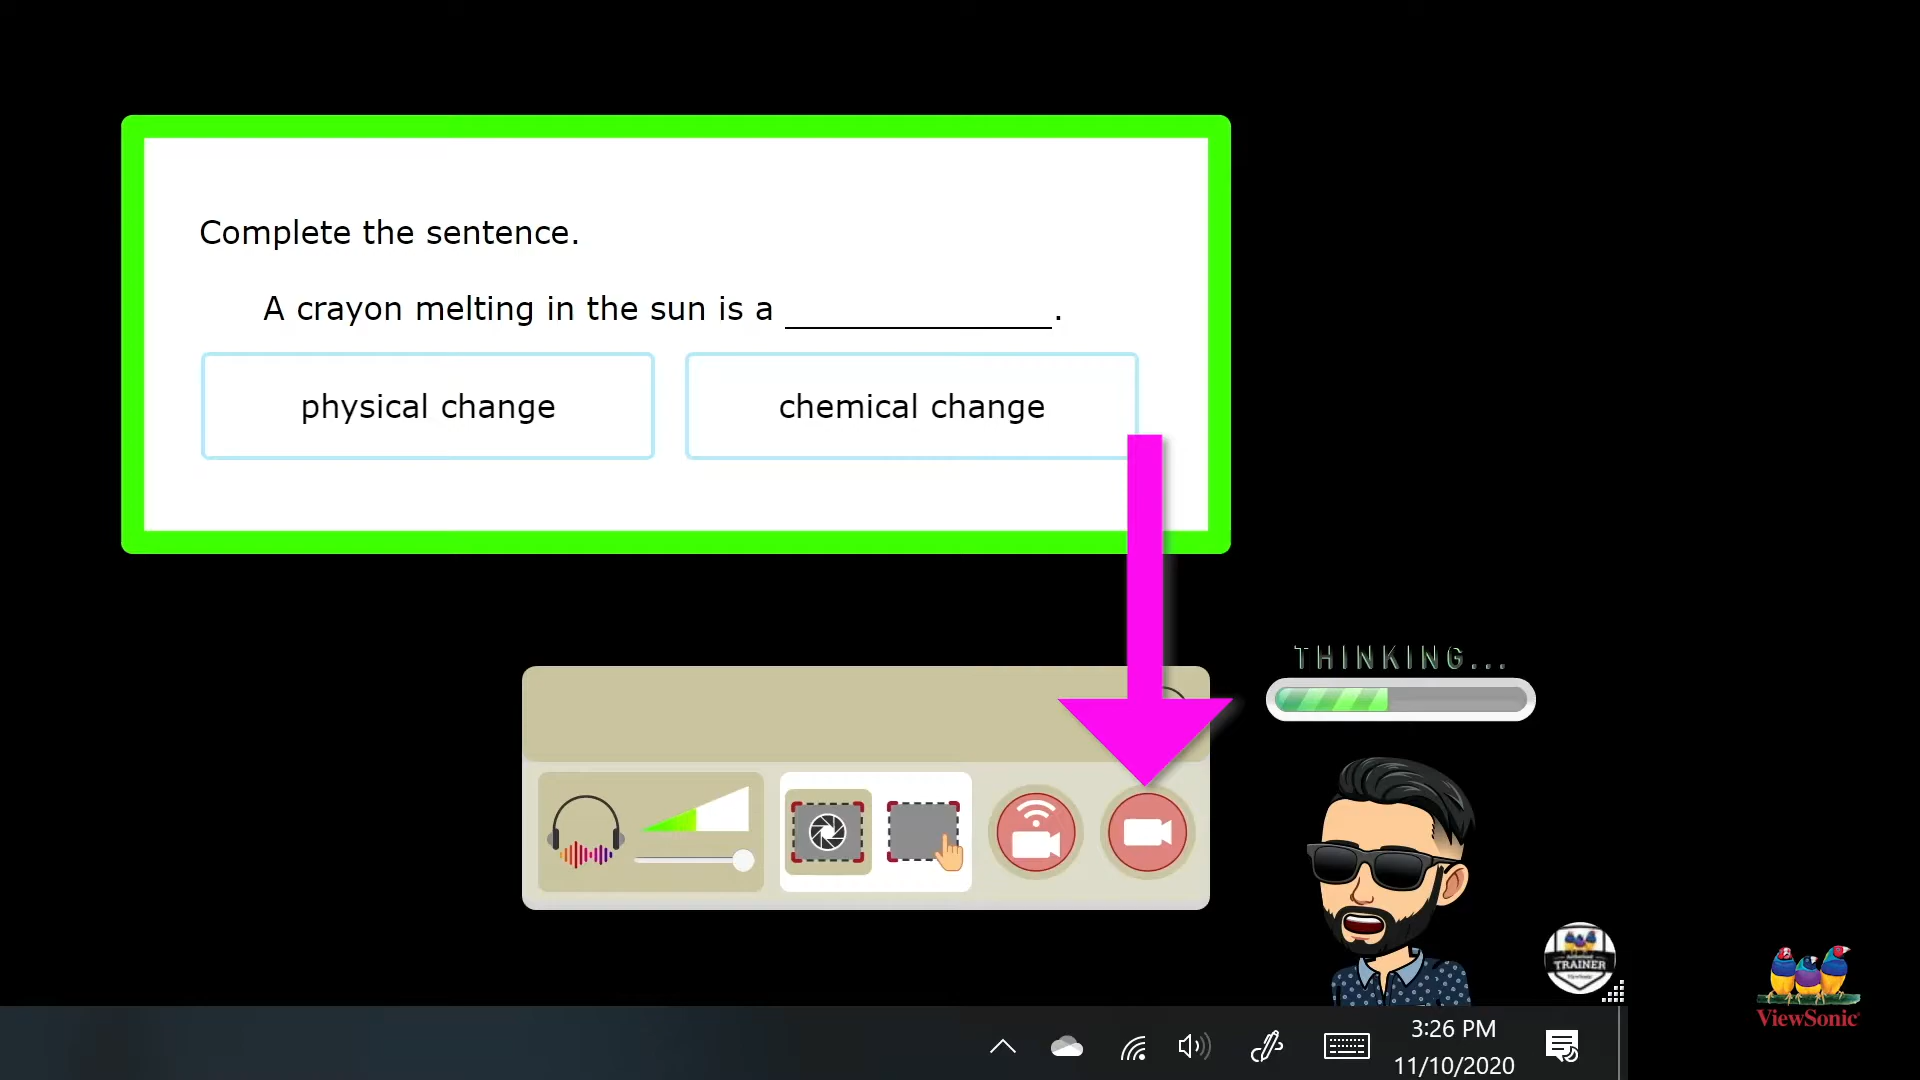 Complete the sentence.
A crayon melting in the sun is a ______________.
physical change
chemical change
THINKING...
TRAINER
ViewSonic
3:26 PM
11/10/2020